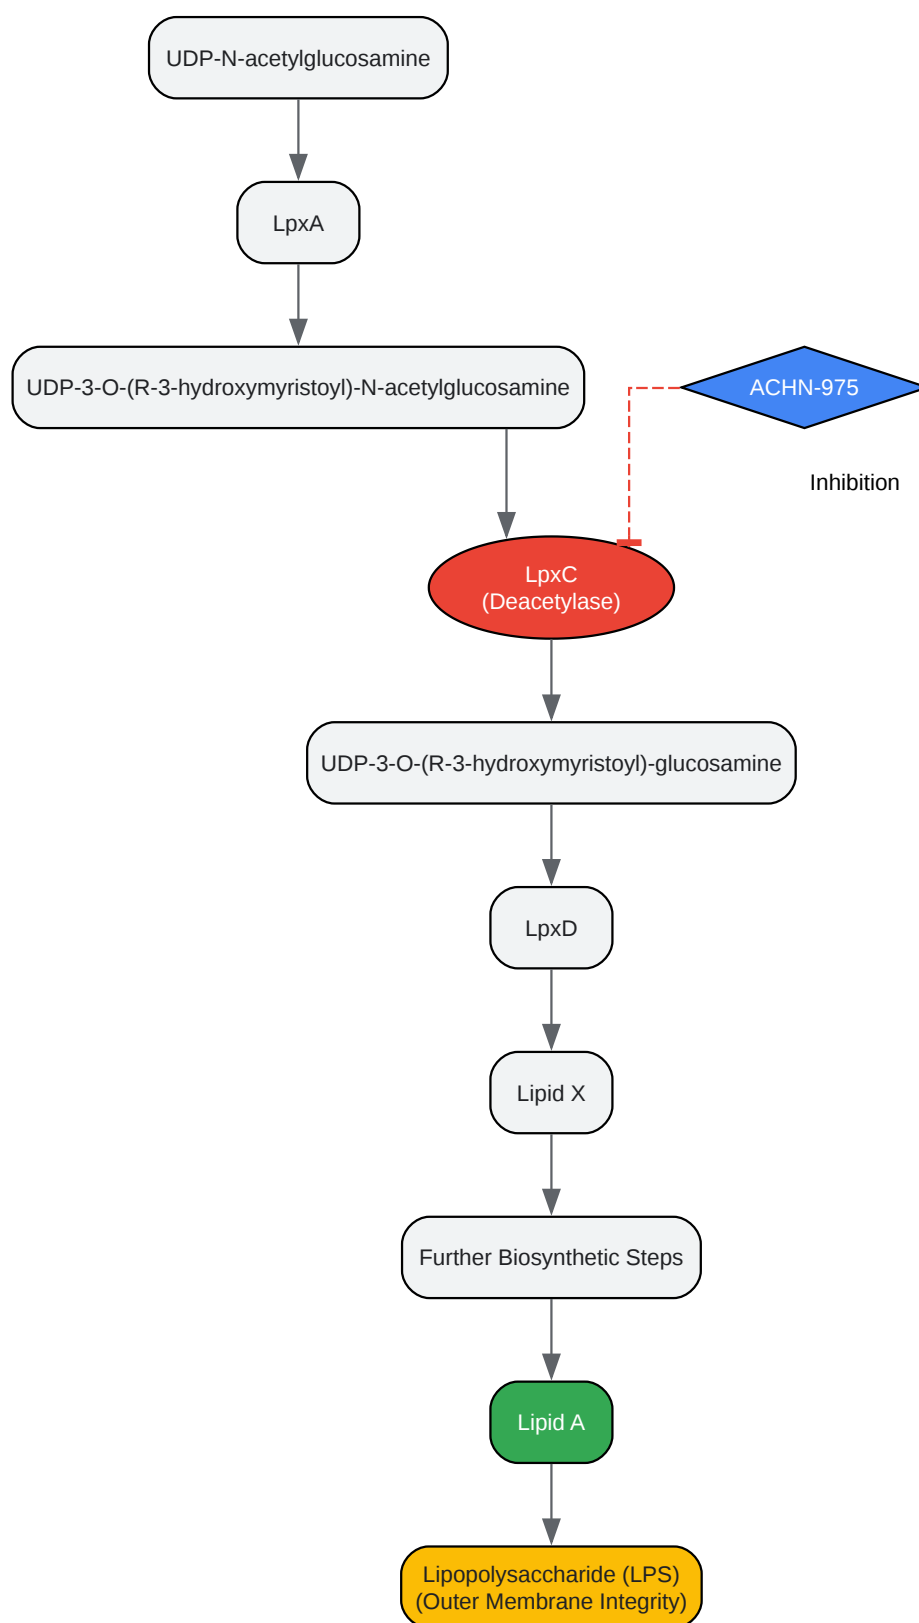 UDP-N-acetylglucosamine
LpxA
UDP-3-O-(R-3-hydroxymyristoyl)-N-acetylglucosamine
ACHN-975
Inhibition
LpxC
(Deacetylase)
UDP-3-O-(R-3-hydroxymyristoyl)-glucosamine
LpxD
Lipid X
Further Biosynthetic Steps
Lipid A
Lipopolysaccharide (LPS)
(Outer Membrane Integrity)